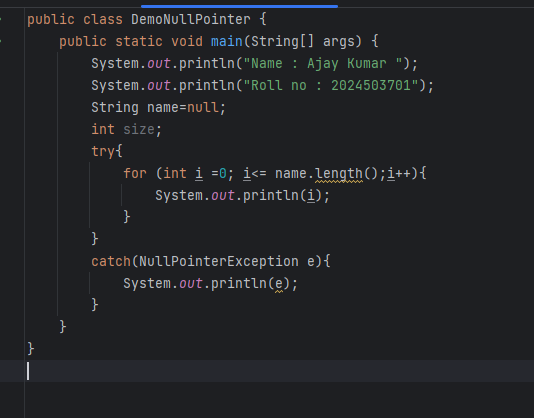 public class DemoNullPointer {
    public static void main(String[] args) {
        System.out.println("Name : Ajay Kumar ");
        System.out.println("Roll no : 2024503701");
        String name=null;
        int size;
        try{
            for (int i =0; i<= name.length();i++){
                System.out.println(i);
            }
        }
        catch(NullPointerException e){
            System.out.println(e);
        }
    }
}